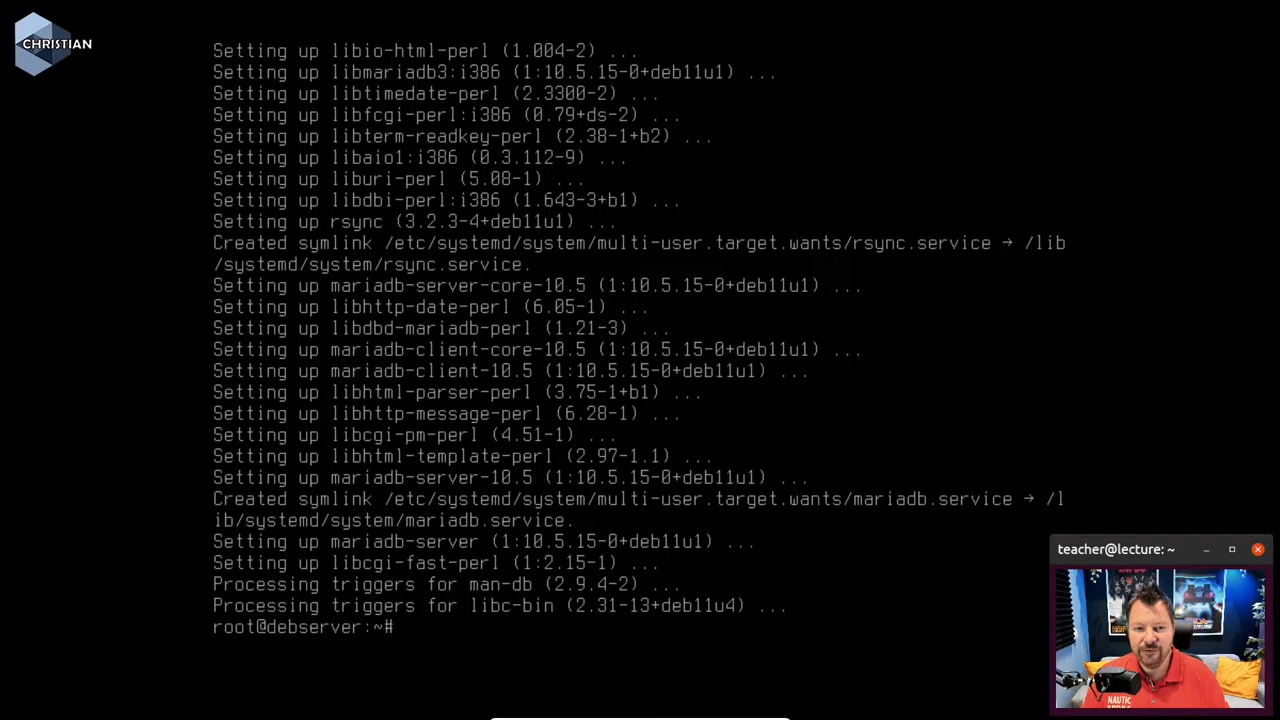 CHRISTIAN
Setting up libio-html-perl (1.004-2) ...
Setting up libmariadb3:i386 (1:10.5.15-0+deb11u1) ...
Setting up libtimedate-perl (2.3300-2) ...
Setting up libfcgi-perl:i386 (0.79+ds-2) ...
Setting up libterm-readkey-perl (2.38-1+b2) ...
Setting up libaio1:i386 (0.3.112-9) ...
Setting up liburi-perl (5.08-1) ...
Setting up libdbi-perl:i386 (1.643-3+b1) ...
Setting up rsync (3.2.3-4+deb11u1) ...
Created symlink /etc/systemd/system/multi-user.target.wants/rsync.service → /lib
/systemd/system/rsync.service.
Setting up mariadb-server-core-10.5 (1:10.5.15-0+deb11u1) ...
Setting up libhttp-date-perl (6.05-1) ...
Setting up libdbd-mariadb-perl (1.21-3) ...
Setting up mariadb-client-core-10.5 (1:10.5.15-0+deb11u1) ...
Setting up mariadb-client-10.5 (1:10.5.15-0+deb11u1) ...
Setting up libhtml-parser-perl (3.75-1+b1) ...
Setting up libhttp-message-perl (6.28-1) ...
Setting up libcgi-pm-perl (4.51-1) ...
Setting up libhtml-template-perl (2.97-1.1) ...
Setting up mariadb-server-10.5 (1:10.5.15-0+deb11u1) ...
Created symlink /etc/systemd/system/multi-user.target.wants/mariadb.service → /l
ib/systemd/system/mariadb.service.
Setting up mariadb-server (1:10.5.15-0+deb11u1) ...
Setting up libcgi-fast-perl (1:2.15-1) ...
Processing triggers for man-db (2.9.4-2) ...
Processing triggers for libc-bin (2.31-13+deb11u4) ...
root@debserver:~#
teacher@lecture: ~
NAUTIC